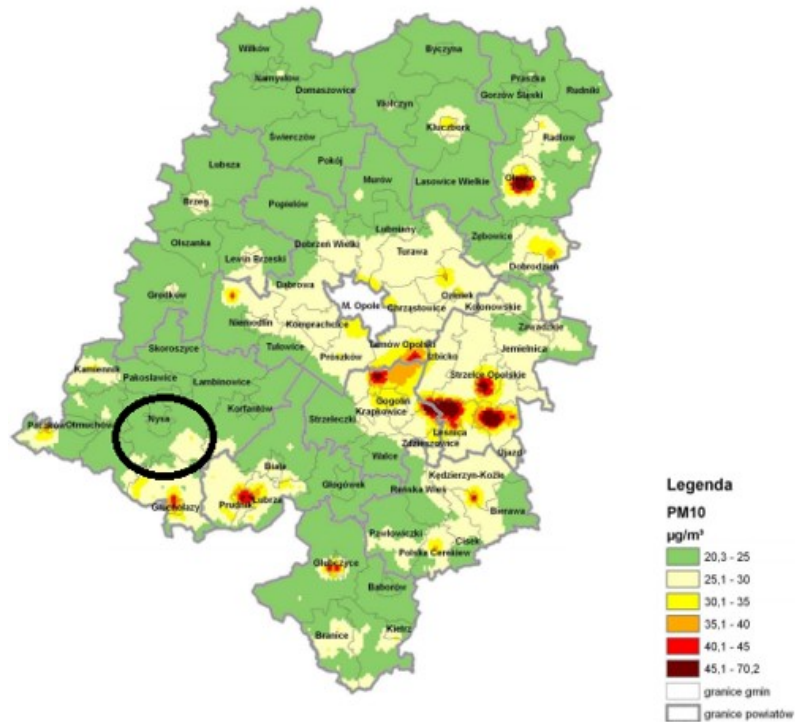 Wilków
Byczyna
Namysłów
Praszka
Domaszowice
Gorzów Śląski
Rudniki
Wołczyn
Kluczbork
Radłów
Świerczów
Pokój
Lubsza
Murów
Lasowice Wielkie
Olesno
Brzeg
Popielów
Łubniany
Zębowice
Olszanka
Dobrzeń Wielki
Turawa
Lewin Brzeski
Dobrodzień
Dąbrowa
Ozimek
Grodków
M. Opole
Chrząstowice
Kolonowskie
Niemodlin
Komprachcice
Zawadzkie
Skoroszyce
Tułowice
Tarnów Opolski
Izbicko
Jemielnica
Prószków
Kamiennik
Pakosławice
Łambinowice
Strzelce Opolskie
Gogolin
Nysa
Korfantów
Strzeleczki
Krapkowice
Paczków
Otmuchów
Leśnica
Zdzieszowice
Walce
Ujazd
Biała
Kędzierzyn-Koźle
Głogówek
Reńska Wieś
Głuchołazy
Prudnik
Lubrza
Bierawa
Pawłowiczki
Cisek
Polska Cerekiew
Głubczyce
Baborów
Branice
Kietrz
Legenda
PM10
µg/m³
20,3 - 25
25,1 - 30
30,1 - 35
35,1 - 40
40,1 - 45
45,1 - 70,2
granice gmin
granice powiatów